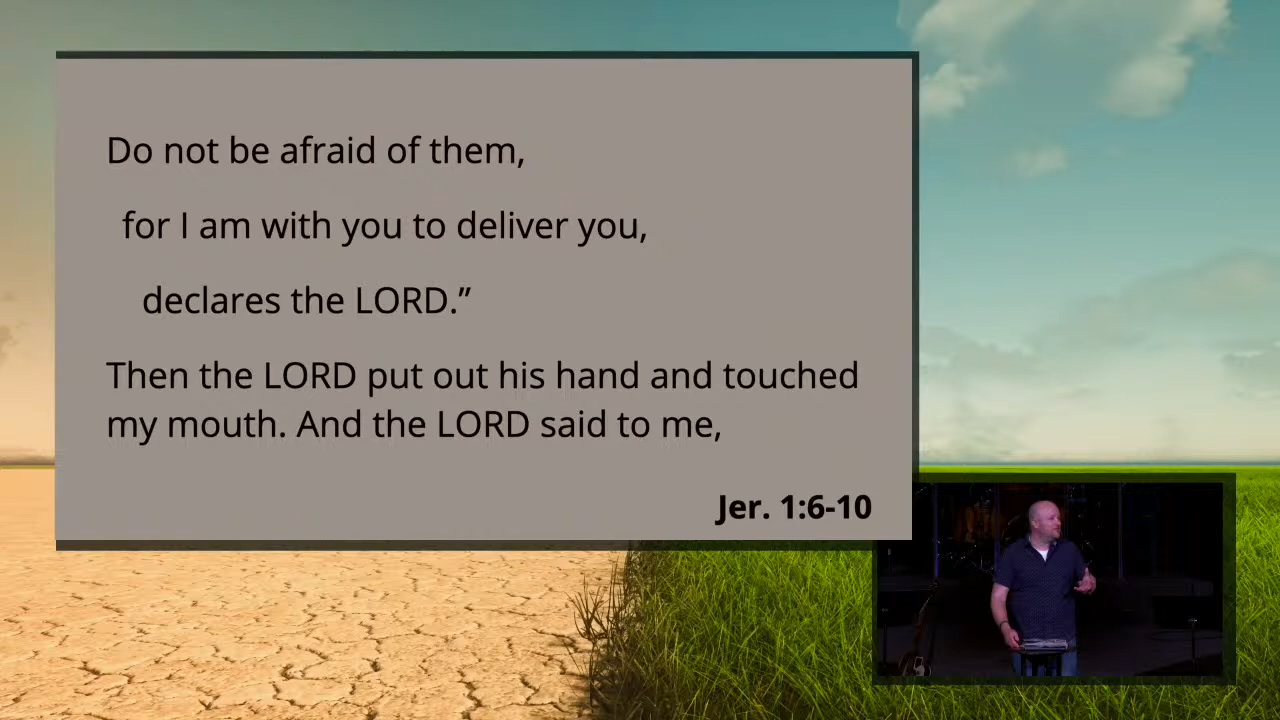 Do not be afraid of them,
for I am with you to deliver you,
declares the LORD.”
Then the LORD put out his hand and touched
my mouth. And the LORD said to me,
Jer. 1:6-10